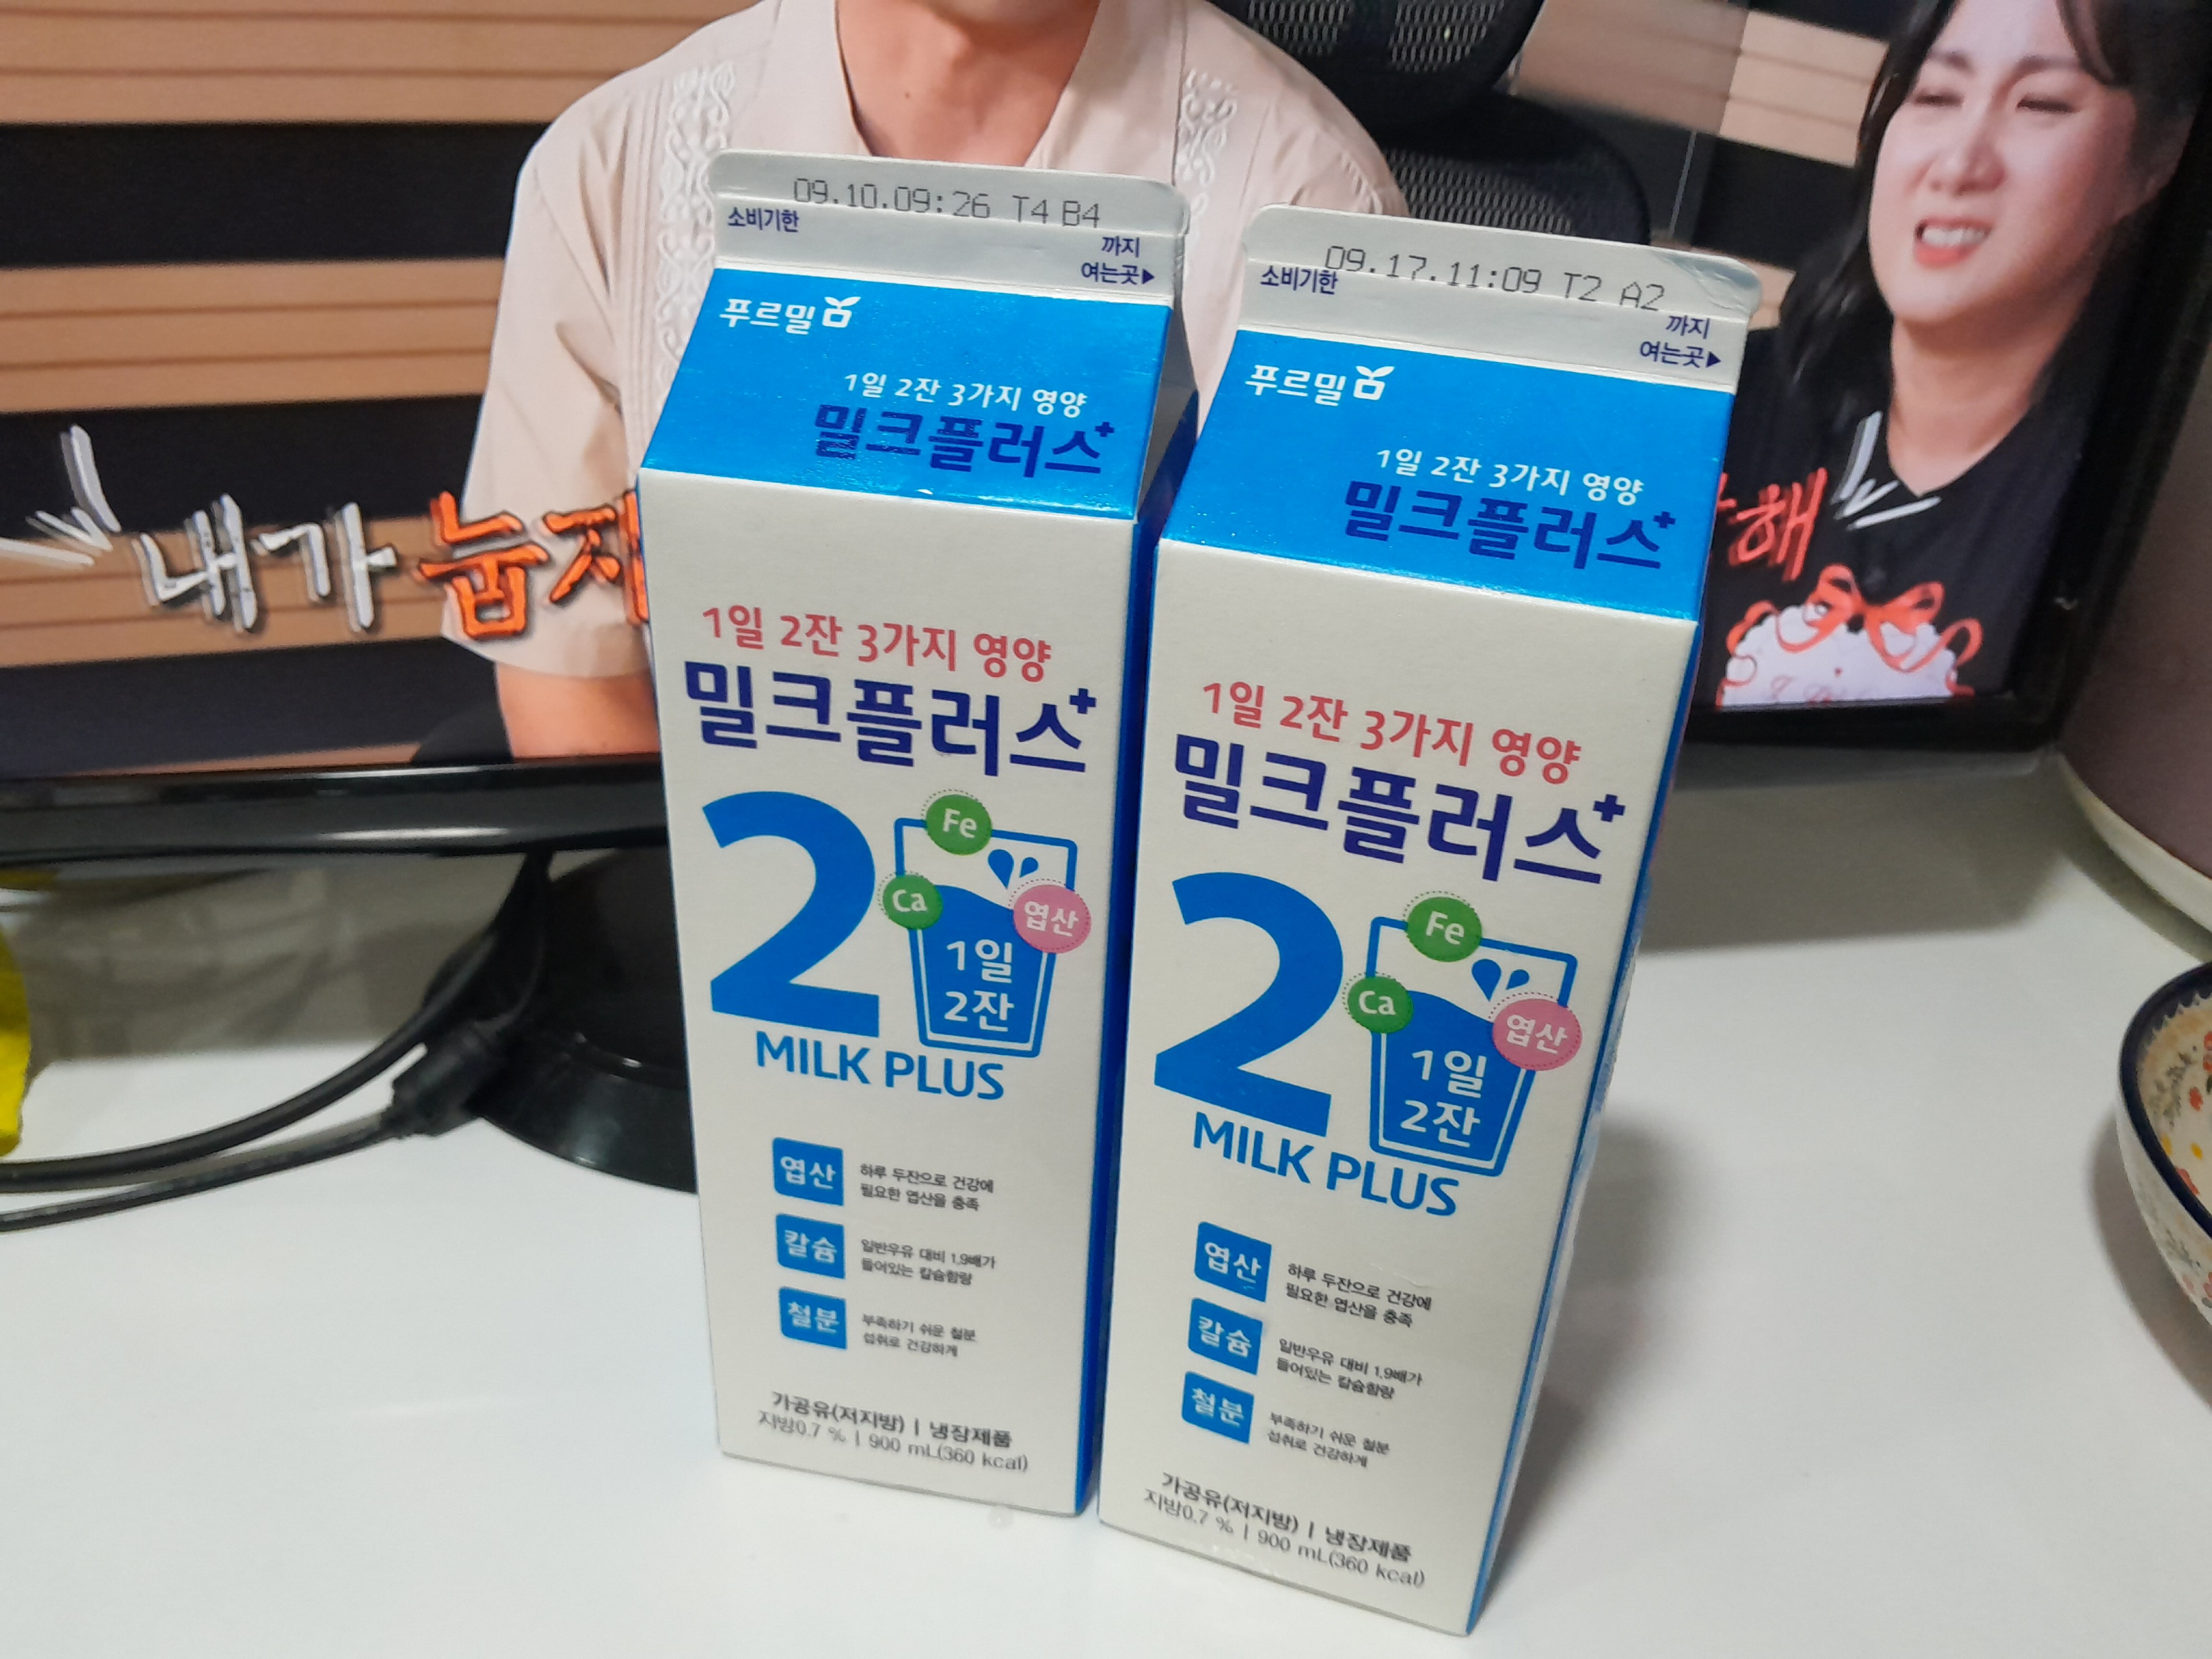 09.10.09:26 T4 B4
소비기한
까지
여는곳▶
푸르밀
1일 2잔 3가지 영양
밀크플러스+
1일 2잔 3가지 영양
밀크플러스+
2
Fe
Ca
엽산
1일
2잔
MILK PLUS
엽산
하루 두잔으로 건강에
필요한 엽산을 충족
칼슘
일반우유 대비 1.9배가
들어있는 칼슘함량
철분
부족하기 쉬운 철분
섭취로 건강하게
가공유(저지방) | 냉장제품
지방0.7 % | 900 mL(360 kcal)
09.17.11:09 T2 A2
소비기한
까지
여는곳▶
푸르밀
1일 2잔 3가지 영양
밀크플러스+
1일 2잔 3가지 영양
밀크플러스+
2
Fe
Ca
엽산
1일
2잔
MILK PLUS
엽산
하루 두잔으로 건강에
필요한 엽산을 충족
칼슘
일반우유 대비 1.9배가
들어있는 칼슘함량
철분
부족하기 쉬운 철분
섭취로 건강하게
가공유(저지방) | 냉장제품
지방0.7 % | 900 mL(360 kcal)
내가 눕자
해